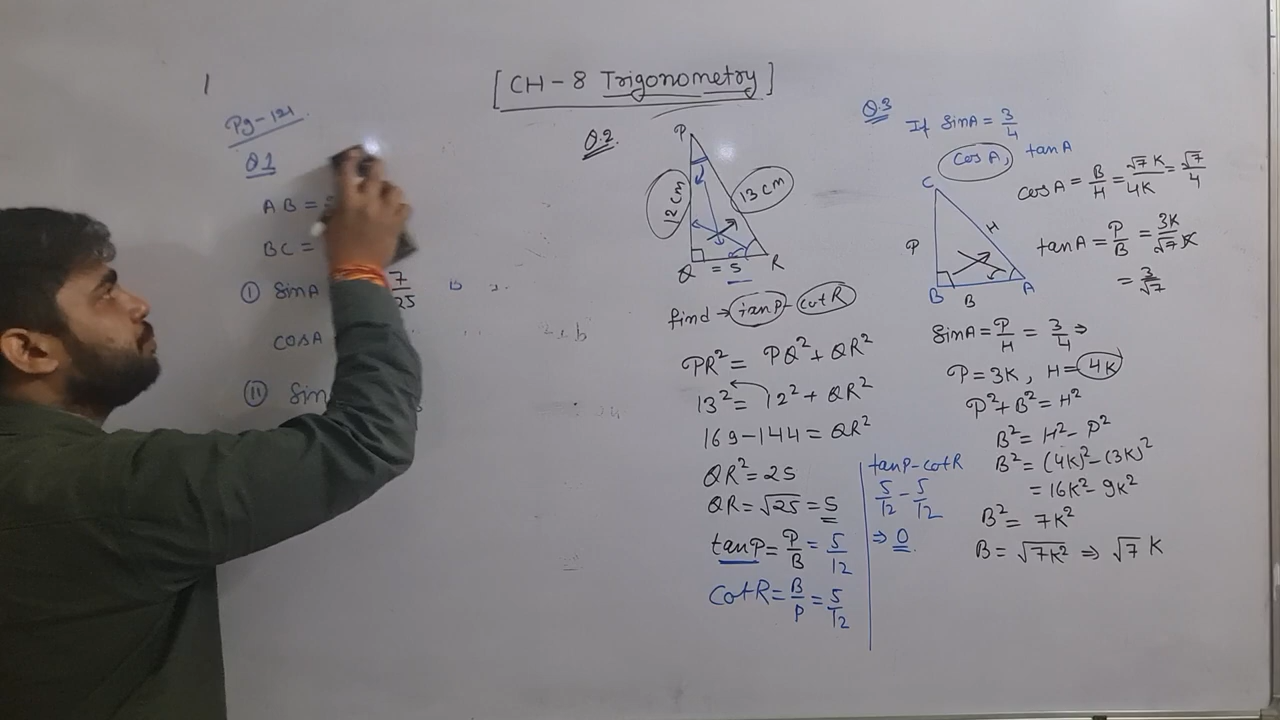 [ CH - 8 Trigonometry ]
Pg-121
Q1
AB =
BC =
(I) SinA 7/25
cosA
(II) Sin
Q.2
P
12 cm
13 cm
Q = 5 R
find → tanP - cotR
PR² = PQ² + QR²
13² = 12² + QR²
169-144 = QR²
QR² = 25
QR = √25 = 5
tanP = P/B = 5/12
CotR = B/P = 5/12
tanP-cotR
5/12 - 5/12
⇒ 0
Q.3
If SinA = 3/4
cosA, tanA
C
P
H
B
B
A
cosA = B/H = √7 K/4K = √7/4
tanA = P/B = 3K/√7K
= 3/√7
SinA = P/H = 3/4 ⇒
P = 3K, H = 4K
P² + B² = H²
B² = H² - P²
B² = (4K)² - (3K)²
= 16K² - 9K²
B² = 7K²
B = √7K² ⇒ √7 K